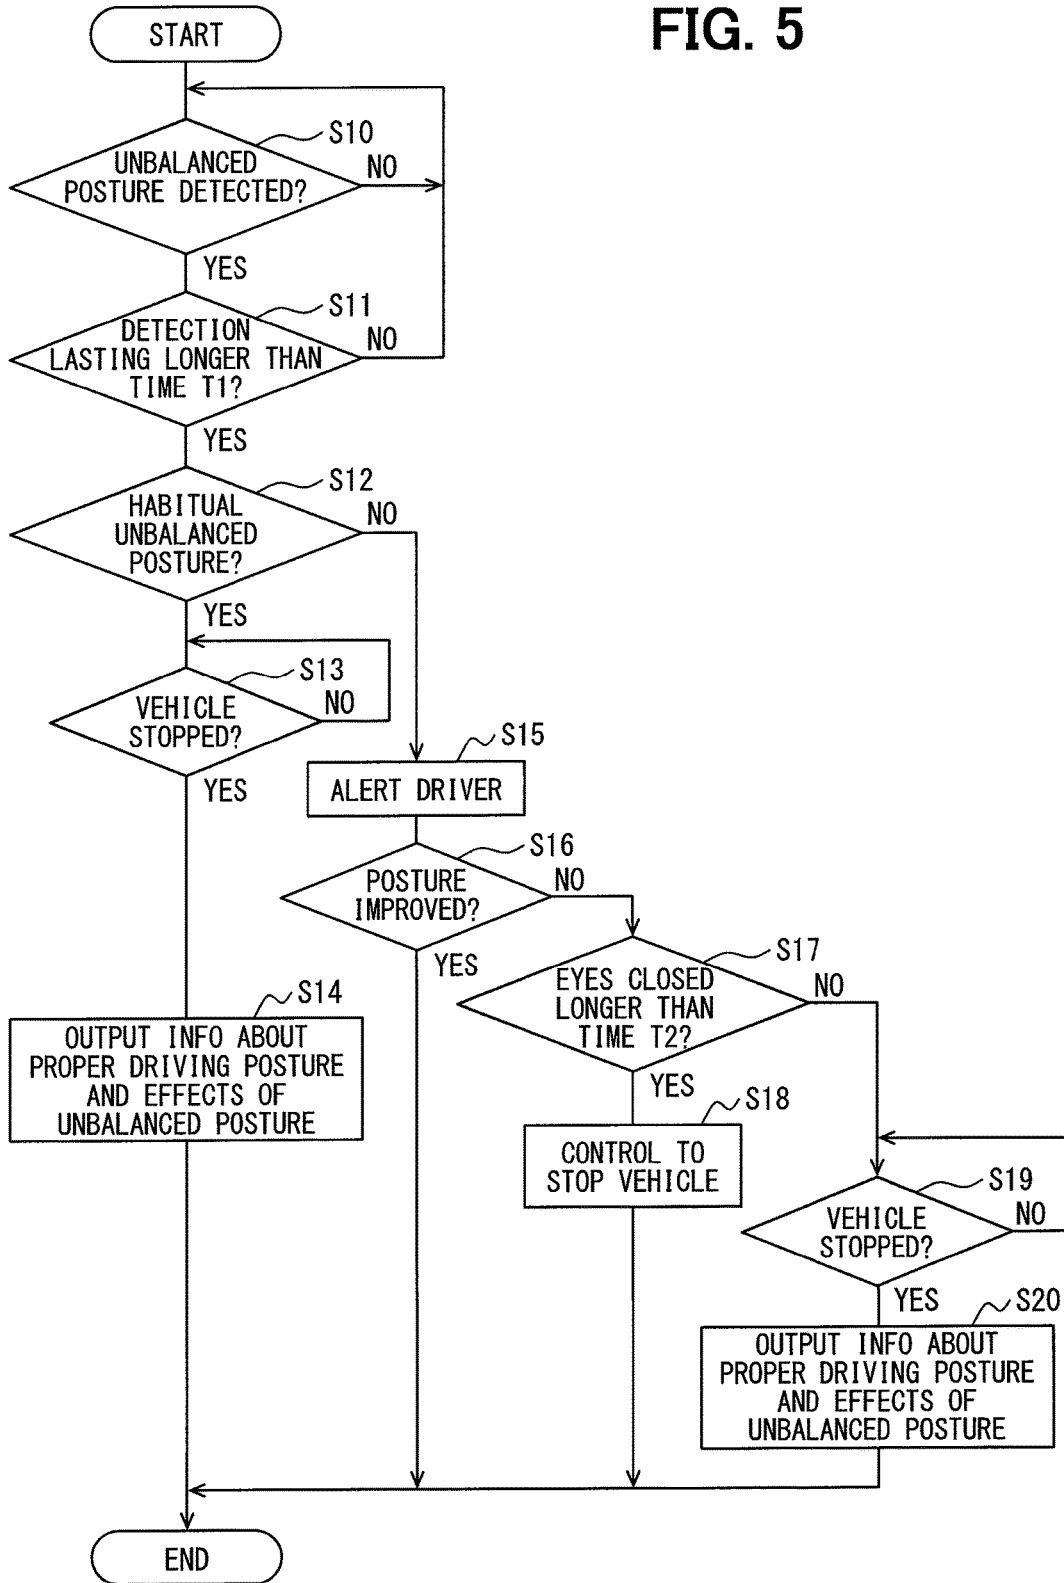 FIG. 5
START
S10
UNBALANCED
POSTURE DETECTED?
NO
YES
S11
DETECTION
LASTING LONGER THAN
TIME T1?
NO
YES
S12
HABITUAL
UNBALANCED
POSTURE?
NO
YES
S13
VEHICLE
STOPPED?
NO
YES
S14
OUTPUT INFO ABOUT
PROPER DRIVING POSTURE
AND EFFECTS OF
UNBALANCED POSTURE
S15
ALERT DRIVER
S16
POSTURE
IMPROVED?
NO
YES
S17
EYES CLOSED
LONGER THAN
TIME T2?
NO
YES
S18
CONTROL TO
STOP VEHICLE
S19
VEHICLE
STOPPED?
NO
YES
S20
OUTPUT INFO ABOUT
PROPER DRIVING POSTURE
AND EFFECTS OF
UNBALANCED POSTURE
END